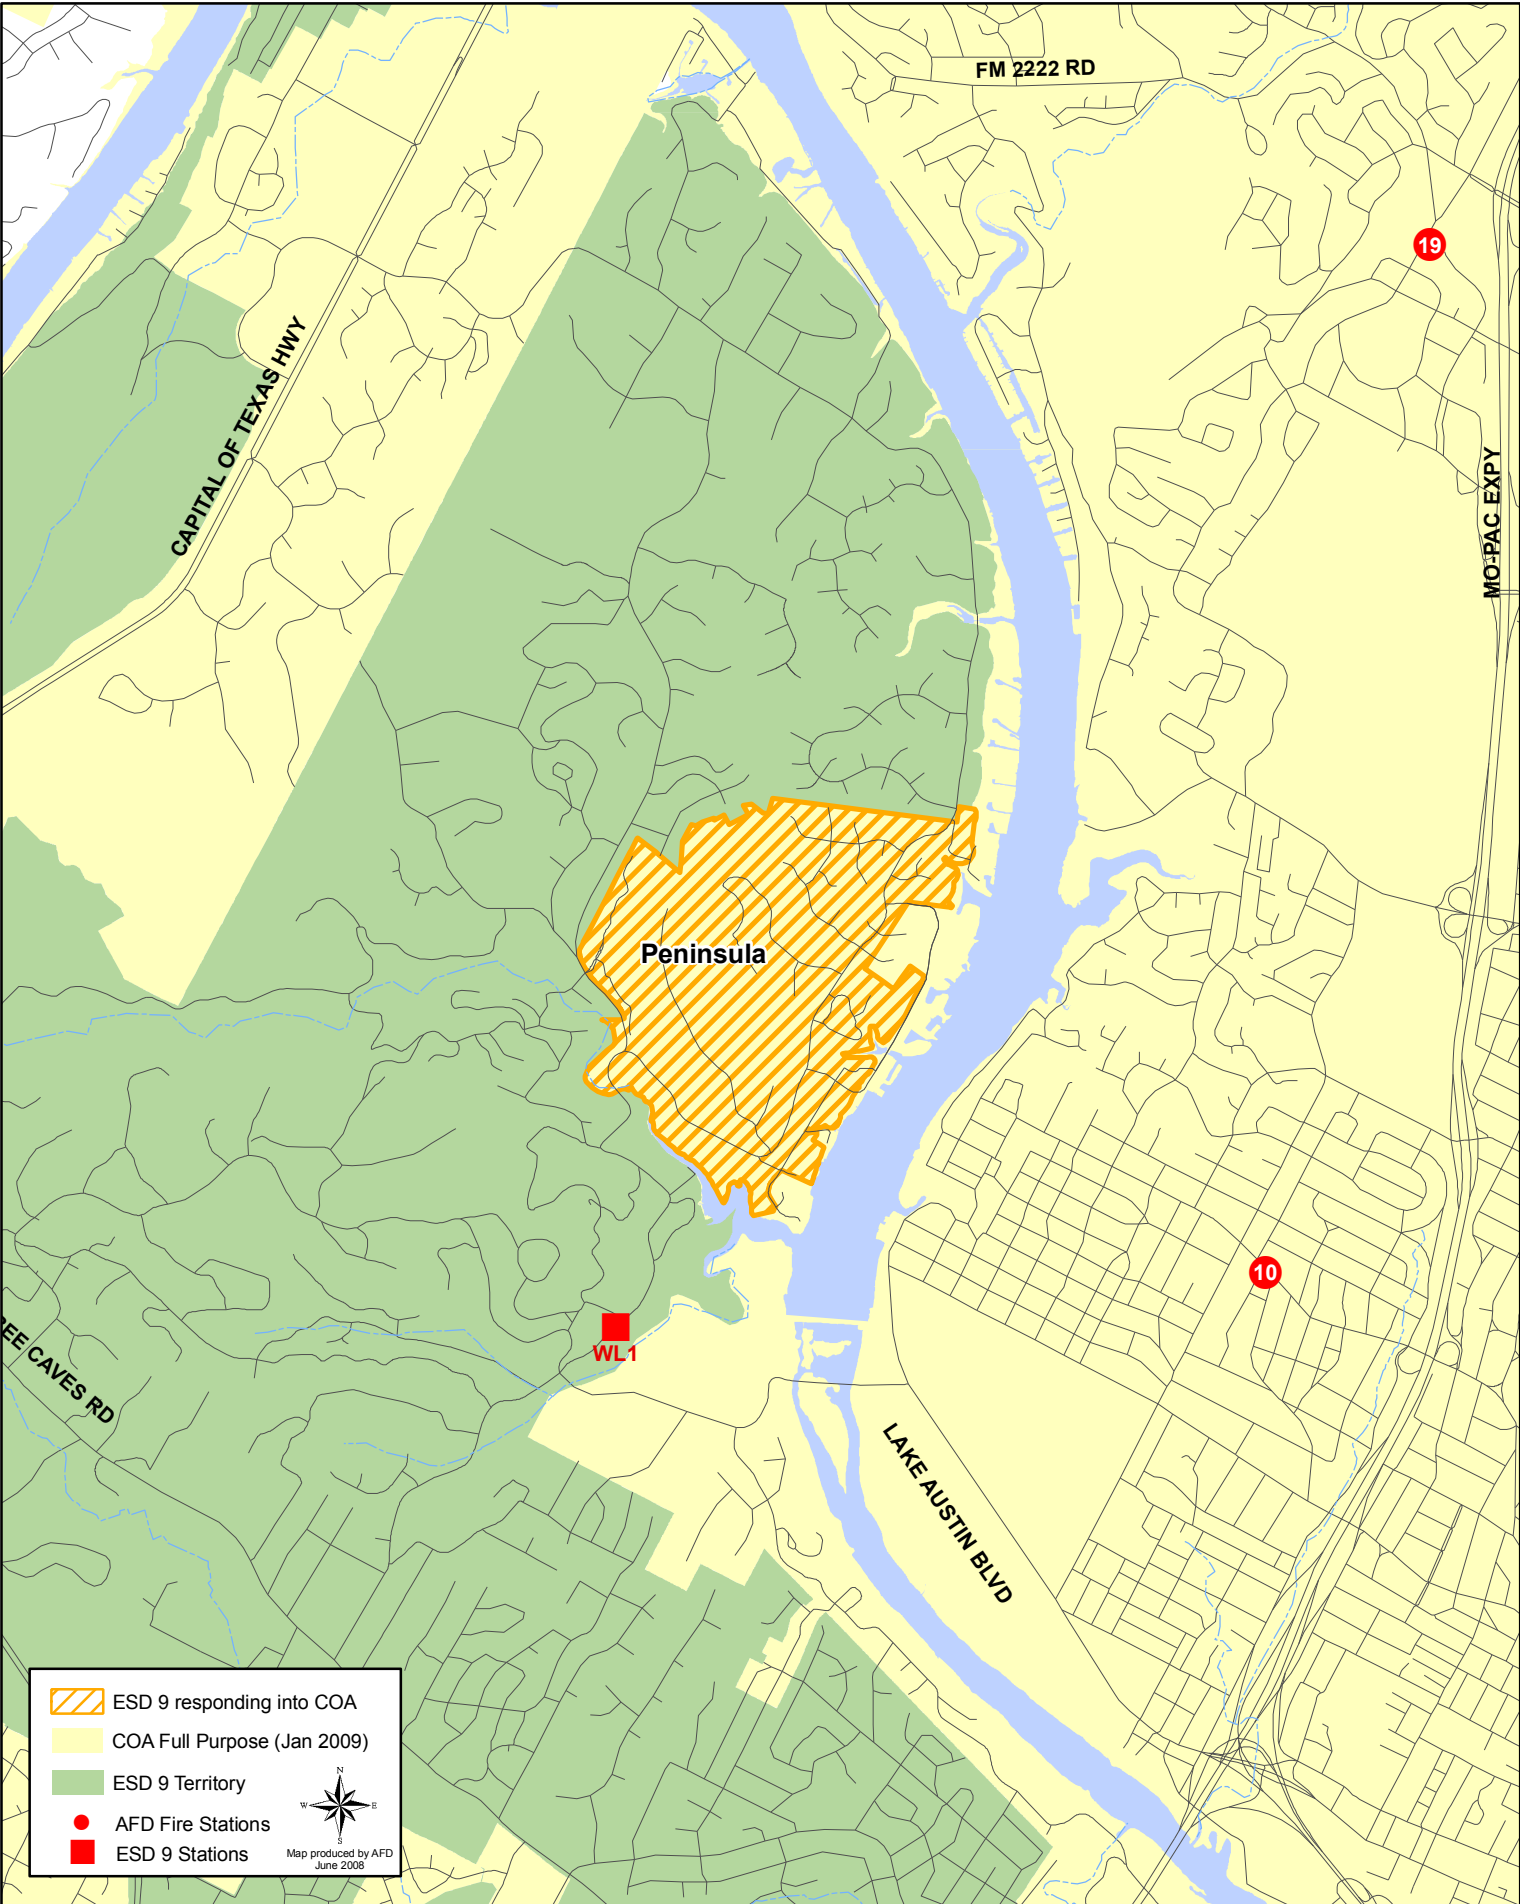 FM 2222 RD
19
CAPITAL OF TEXAS HWY
MO-PAC EXPY
Peninsula
10
WL1
EE CAVES RD
LAKE AUSTIN BLVD
ESD 9 responding into COA
COA Full Purpose (Jan 2009)
ESD 9 Territory
AFD Fire Stations
ESD 9 Stations
N
W E
S
Map produced by AFD
June 2008